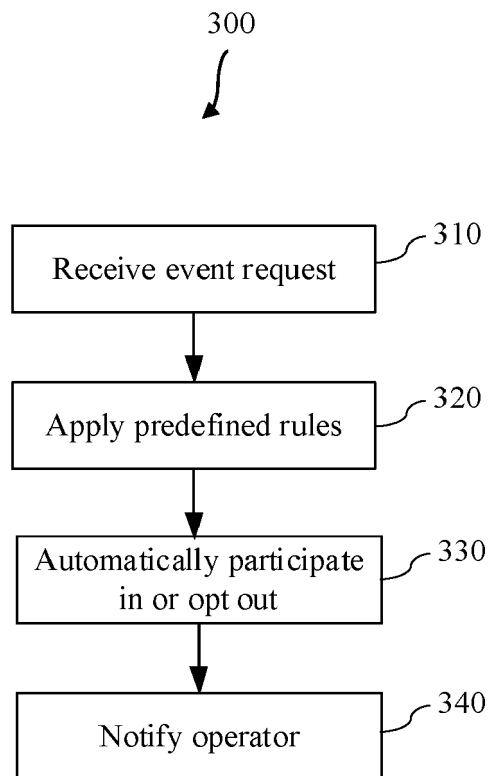 300
310
Receive event request
320
Apply predefined rules
330
Automatically participate
in or opt out
340
Notify operator